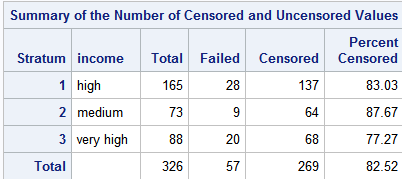 Summary of the Number of Censored and Uncensored Values
Percent
Stratum income Total Failed Censored Censored
1 high 165 28 137 83.03
2 medium 73 9 64 87.67
3 very high 88 20 68 77.27
Total 326 57 269 82.52